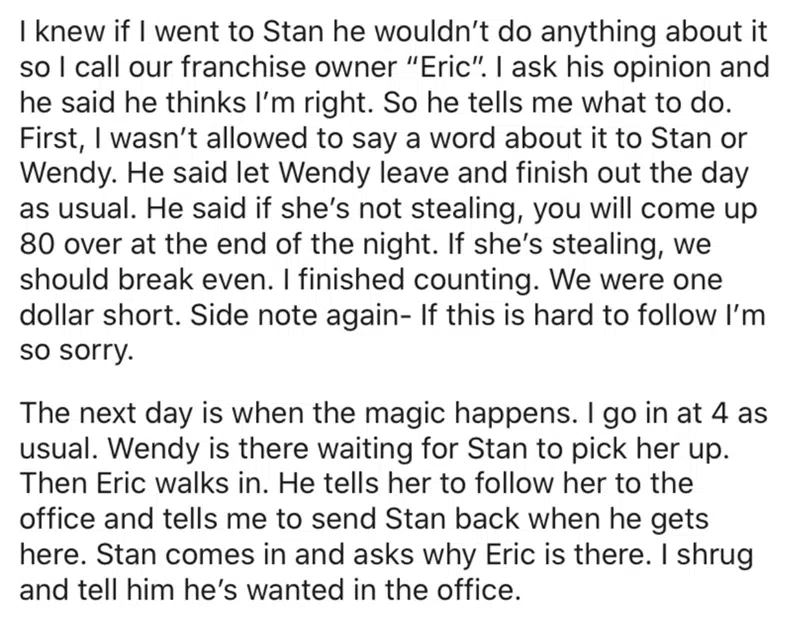 I knew if I went to Stan he wouldn’t do anything about it
so I call our franchise owner “Eric”. I ask his opinion and
he said he thinks I’m right. So he tells me what to do.
First, I wasn’t allowed to say a word about it to Stan or
Wendy. He said let Wendy leave and finish out the day
as usual. He said if she’s not stealing, you will come up
80 over at the end of the night. If she’s stealing, we
should break even. I finished counting. We were one
dollar short. Side note again- If this is hard to follow I’m
so sorry.
The next day is when the magic happens. I go in at 4 as
usual. Wendy is there waiting for Stan to pick her up.
Then Eric walks in. He tells her to follow her to the
office and tells me to send Stan back when he gets
here. Stan comes in and asks why Eric is there. I shrug
and tell him he’s wanted in the office.